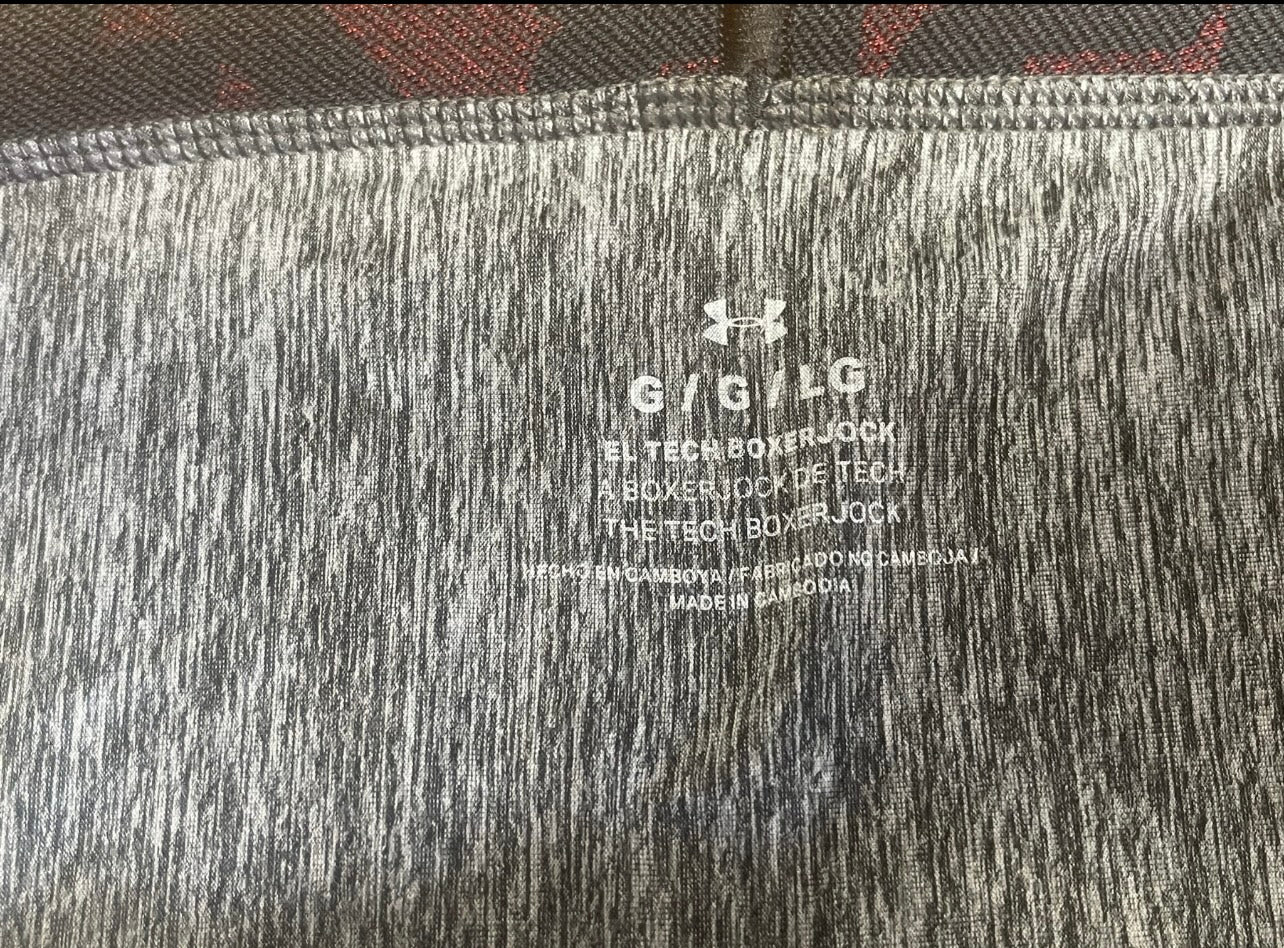 G / G / LG
EL TECH BOXERJOCK
A BOXERJOCK DE TECH
THE TECH BOXERJOCK
HECHO EN CAMBOYA / FABRICADO NO CAMBOJA /
MADE IN CAMBODIA